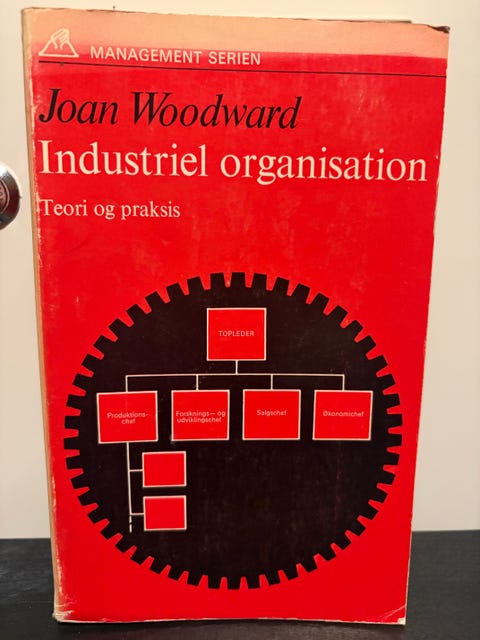 MANAGEMENT SERIEN
Joan Woodward
Industriel organisation
Teori og praksis
TOPLEDER
Produktions-
chef
Forsknings- og
udviklingschef
Salgschef
Økonomichef